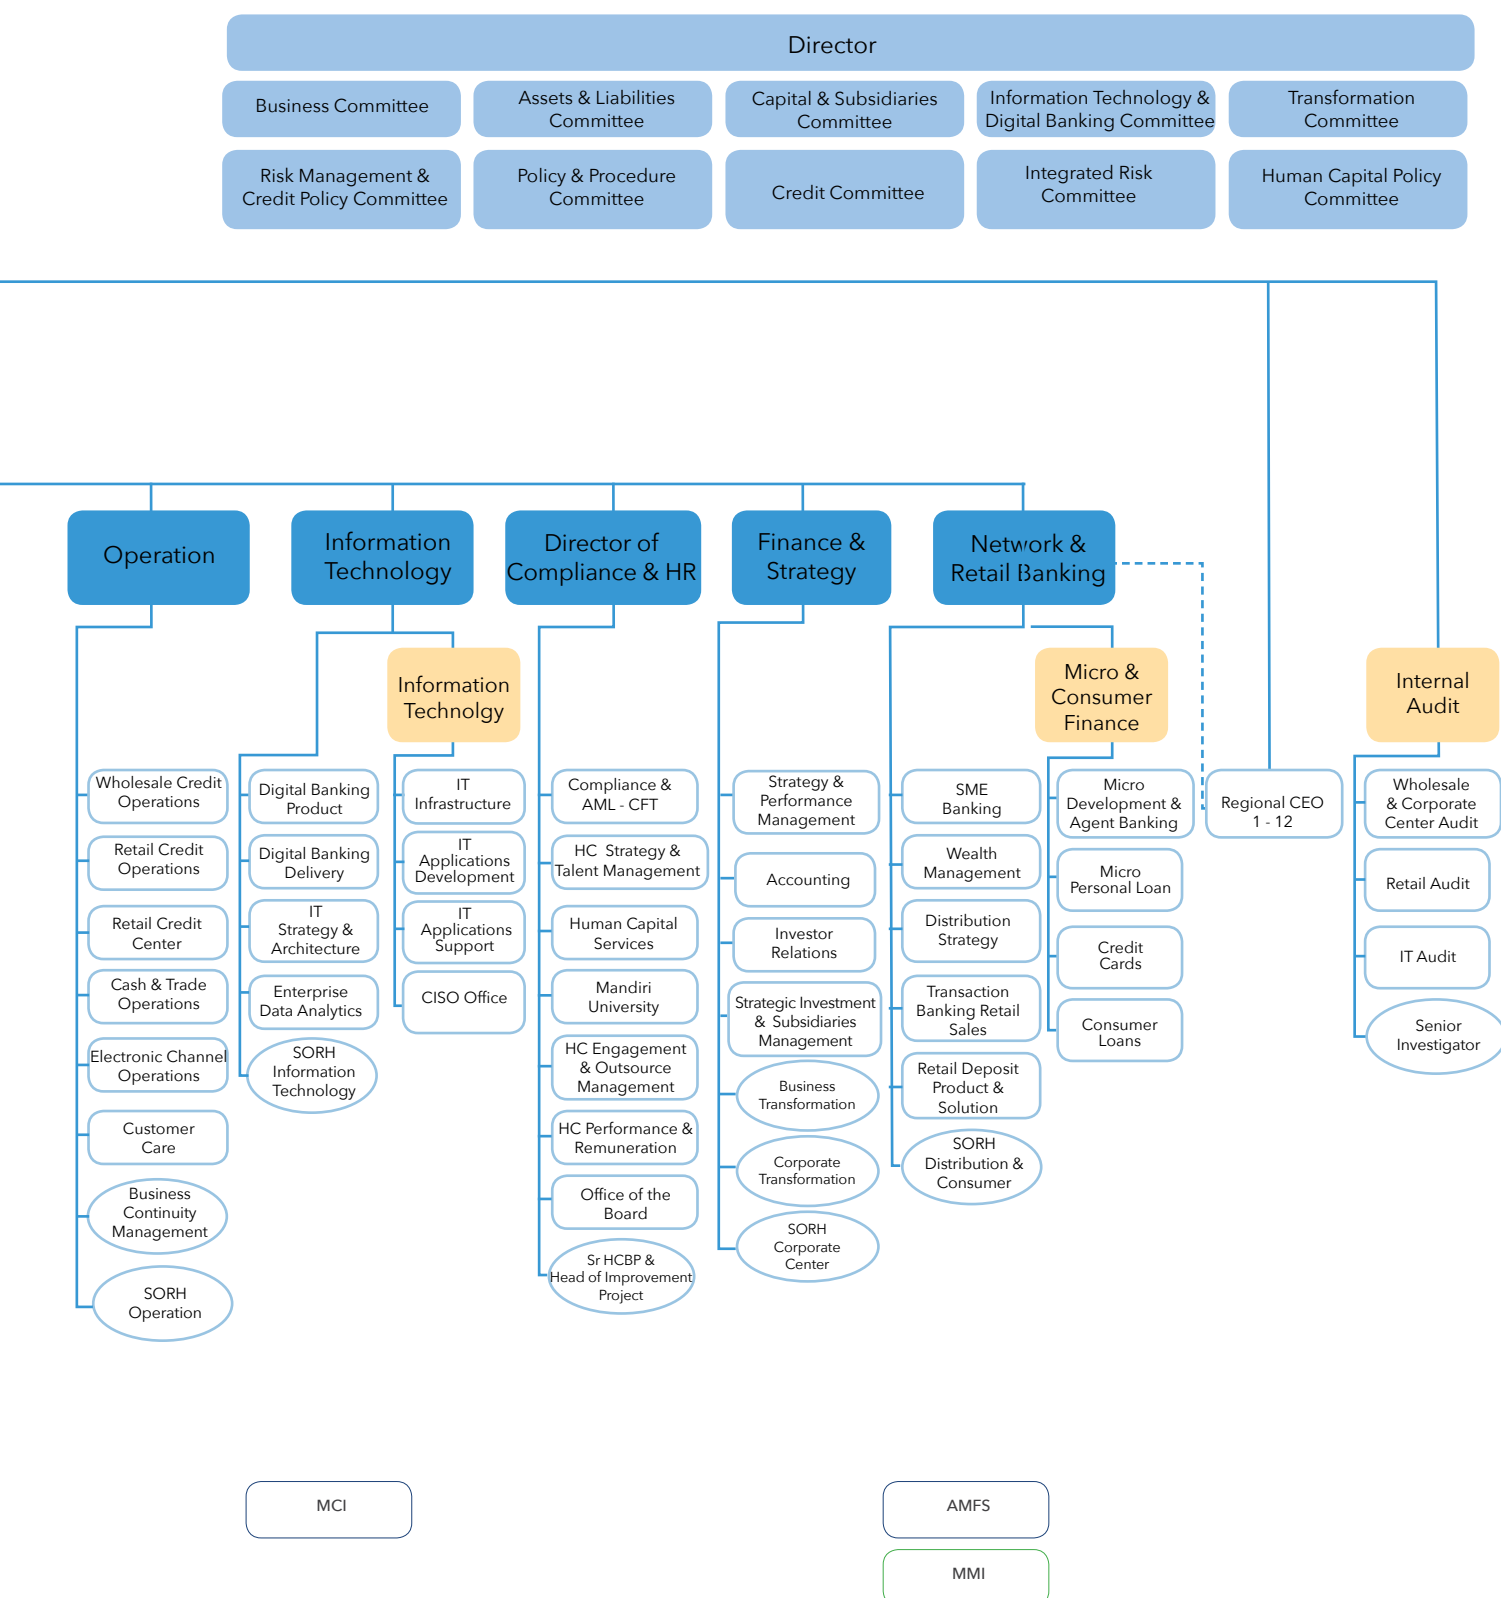 Director
Business Committee
Assets & Liabilities
Committee
Capital & Subsidiaries
Committee
Information Technology &
Digital Banking Committee
Transformation
Committee
Risk Management &
Credit Policy Committee
Policy & Procedure
Committee
Credit Committee
Integrated Risk
Committee
Human Capital Policy
Committee
Operation
Information
Technology
Director of
Compliance & HR
Finance &
Strategy
Network &
Retail Banking
Information
Technolgy
Micro &
Consumer
Finance
Internal
Audit
Wholesale Credit
Operations
Retail Credit
Operations
Retail Credit
Center
Cash & Trade
Operations
Electronic Channel
Operations
Customer
Care
Business
Continuity
Management
SORH
Operation
Digital Banking
Product
Digital Banking
Delivery
IT
Strategy &
Architecture
Enterprise
Data Analytics
SORH
Information
Technology
IT
Infrastructure
IT
Applications
Development
IT
Applications
Support
CISO Office
Compliance &
AML - CFT
HC Strategy &
Talent Management
Human Capital
Services
Mandiri
University
HC Engagement
& Outsource
Management
HC Performance &
Remuneration
Office of the
Board
Sr HCBP &
Head of Improvement
Project
Strategy &
Performance
Management
Accounting
Investor
Relations
Strategic Investment
& Subsidiaries
Management
Business
Transformation
Corporate
Transformation
SORH
Corporate
Center
SME
Banking
Wealth
Management
Distribution
Strategy
Transaction
Banking Retail
Sales
Retail Deposit
Product &
Solution
SORH
Distribution &
Consumer
Micro
Development &
Agent Banking
Micro
Personal Loan
Credit
Cards
Consumer
Loans
Regional CEO
1 - 12
Wholesale
& Corporate
Center Audit
Retail Audit
IT Audit
Senior
Investigator
MCI
AMFS
MMI